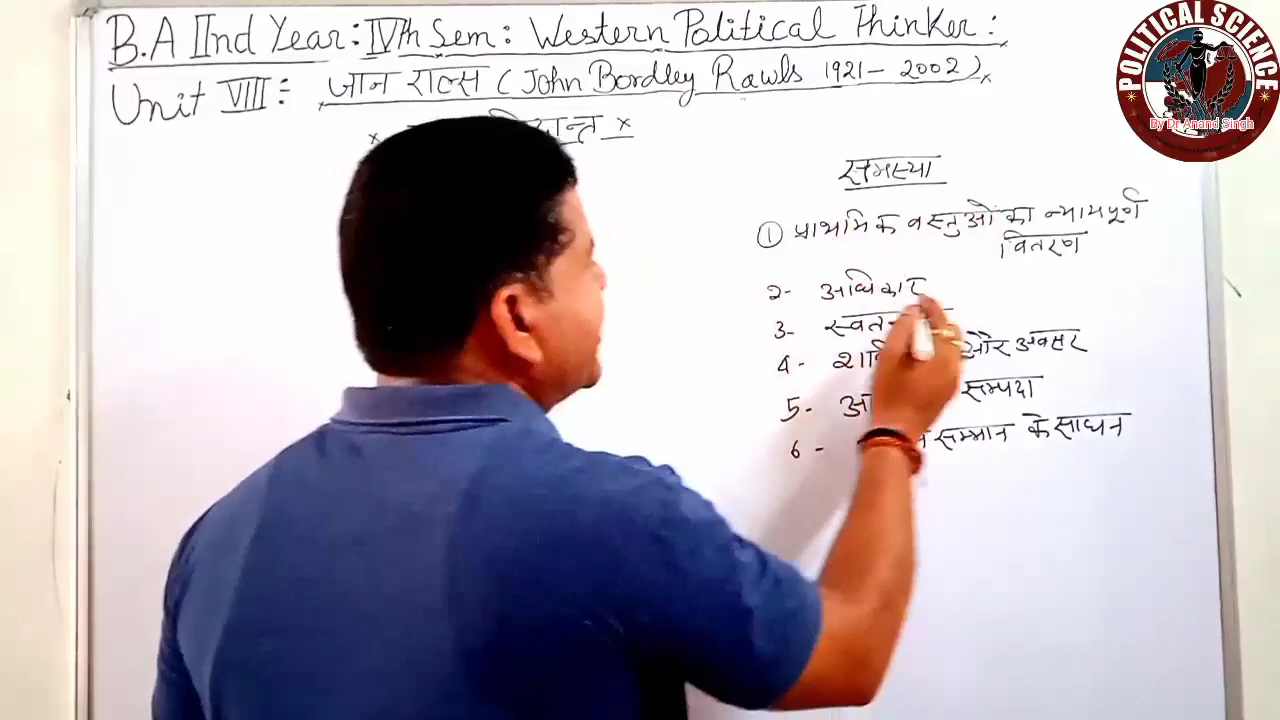 B.A IInd Year: IVth Sem: Western Political Thinker:
Unit VIII: जान राल्स (John Bordley Rawls 1921-2002)
समस्या
① प्राथमिक वस्तुओं का न्यायपूर्ण
वितरण
२- अधिकार
3-
4- और अवसर
5- सम्पदा
6- सम्मान के साधन
POLITICAL SCIENCE
By Dr Anand Singh